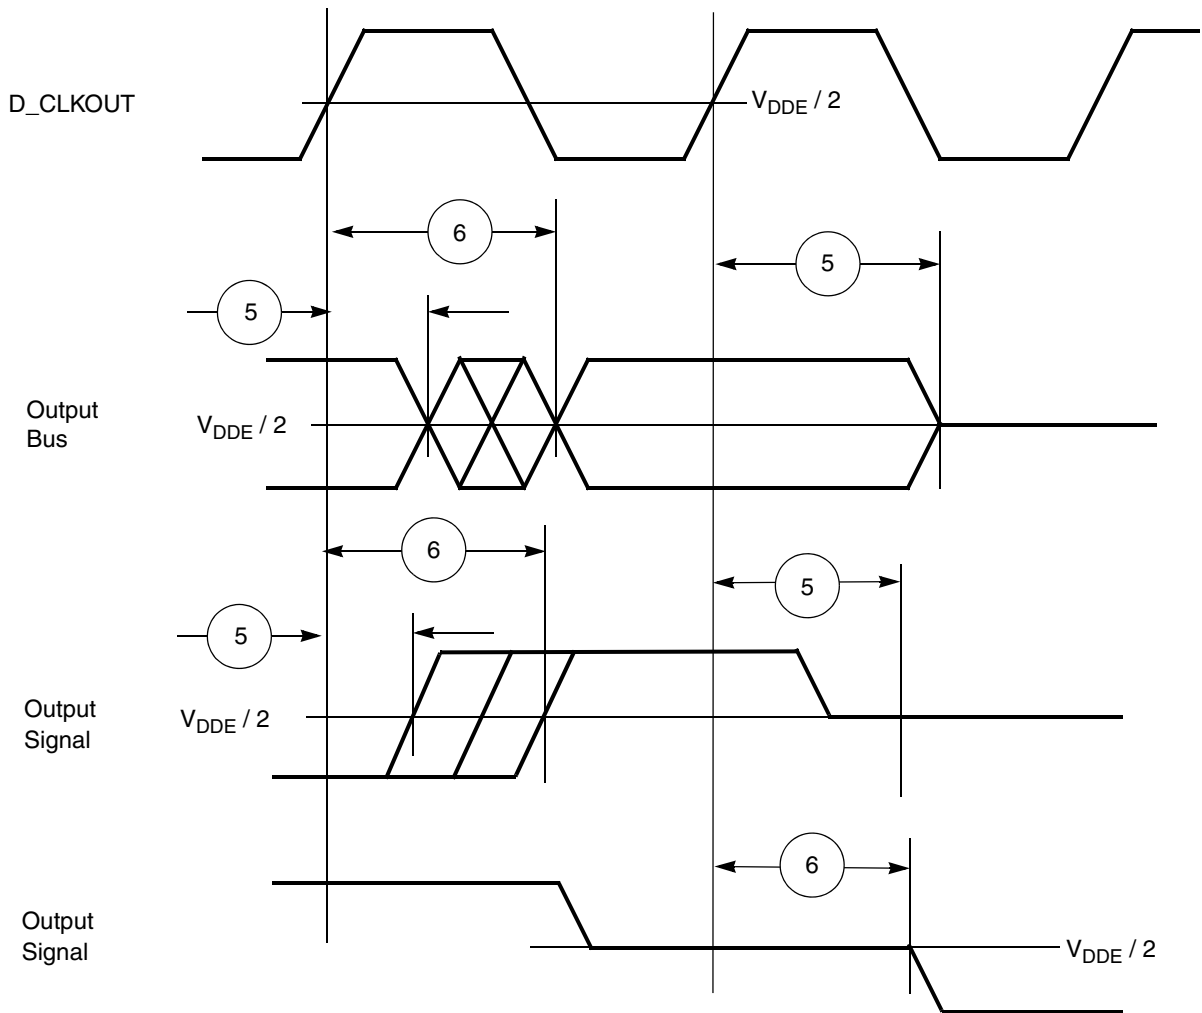 D_CLKOUT
V_DDE / 2
6
5
5
Output
Bus
V_DDE / 2
6
5
5
Output
Signal
V_DDE / 2
6
Output
Signal
V_DDE / 2